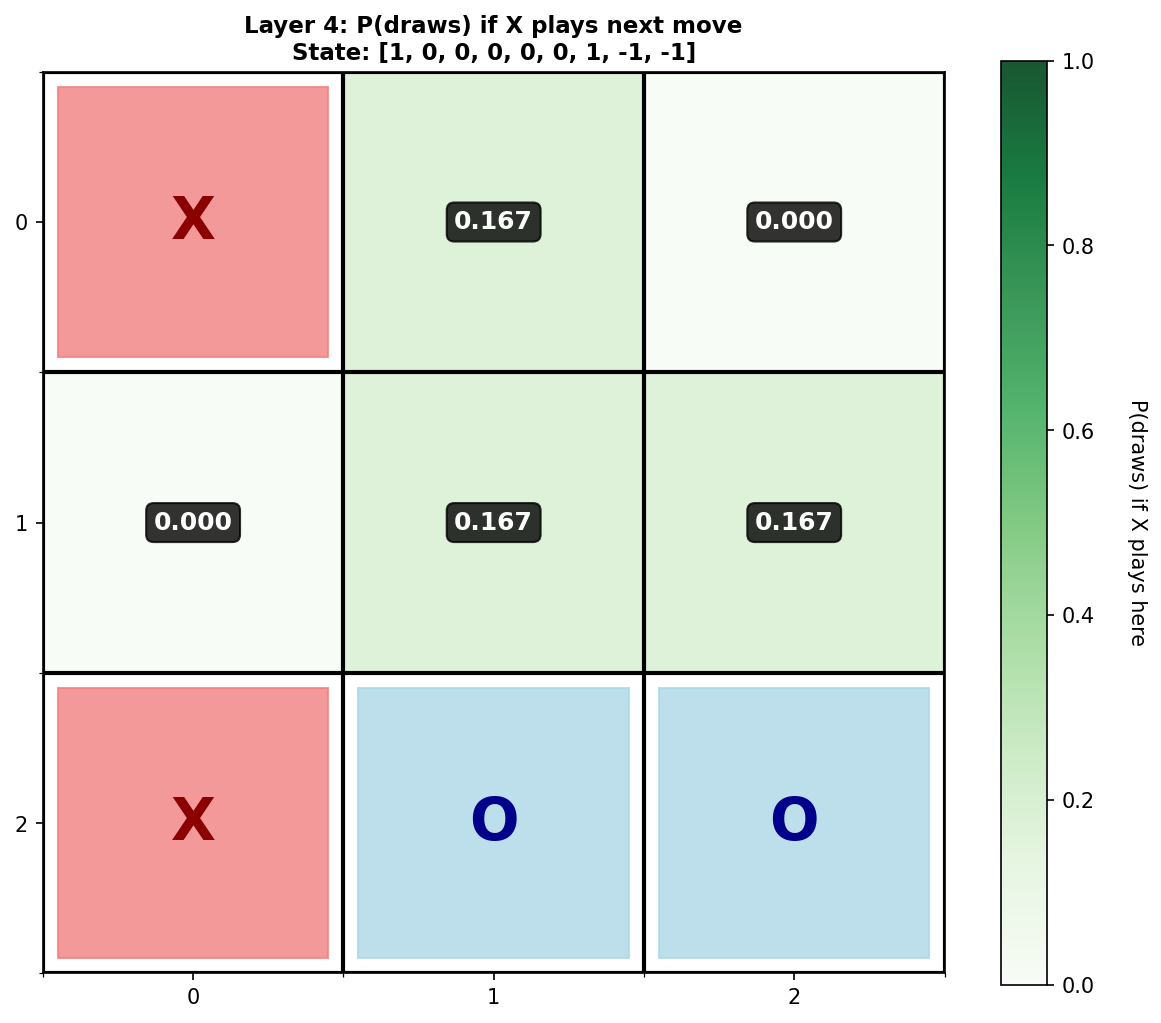 Layer 4: P(draws) if X plays next move
State: [1, 0, 0, 0, 0, 0, 1, -1, -1]
X
0.167
0.000
0.000
0.167
0.167
X
O
O
0
1
2
0
1
2
1.0
0.8
0.6
0.4
0.2
0.0
P(draws) if X plays here